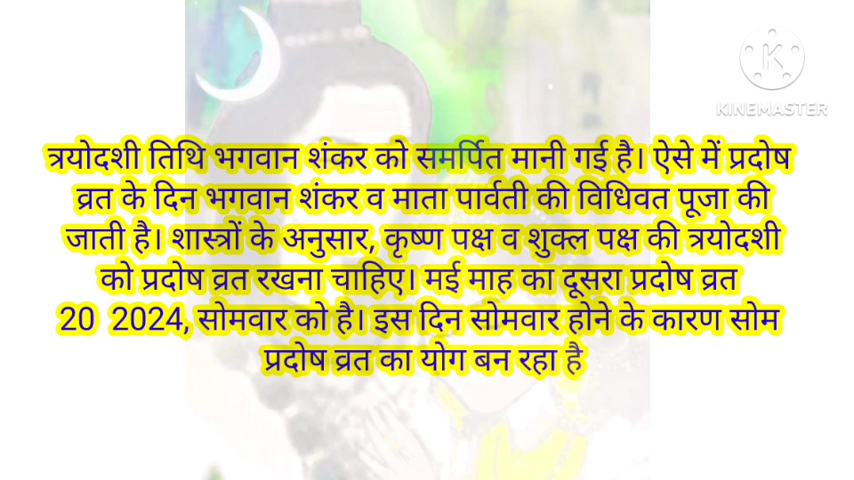 KINEMASTER
त्रयोदशी तिथि भगवान शंकर को समर्पित मानी गई है। ऐसे में प्रदोष
व्रत के दिन भगवान शंकर व माता पार्वती की विधिवत पूजा की
जाती है। शास्त्रों के अनुसार, कृष्ण पक्ष व शुक्ल पक्ष की त्रयोदशी
को प्रदोष व्रत रखना चाहिए। मई माह का दूसरा प्रदोष व्रत
20 2024, सोमवार को है। इस दिन सोमवार होने के कारण सोम
प्रदोष व्रत का योग बन रहा है